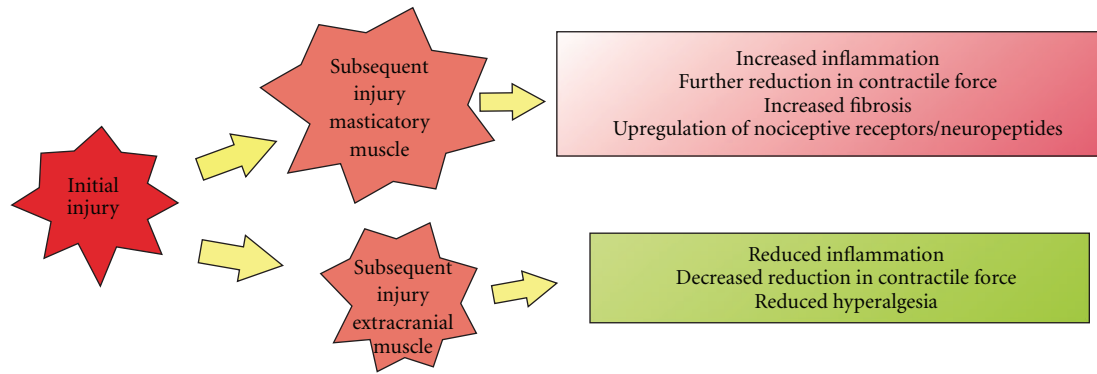 Initial
injury
Subsequent
injury
masticatory
muscle
Increased inflammation
Further reduction in contractile force
Increased fibrosis
Upregulation of nociceptive receptors/neuropeptides
Subsequent
injury
extracranial
muscle
Reduced inflammation
Decreased reduction in contractile force
Reduced hyperalgesia